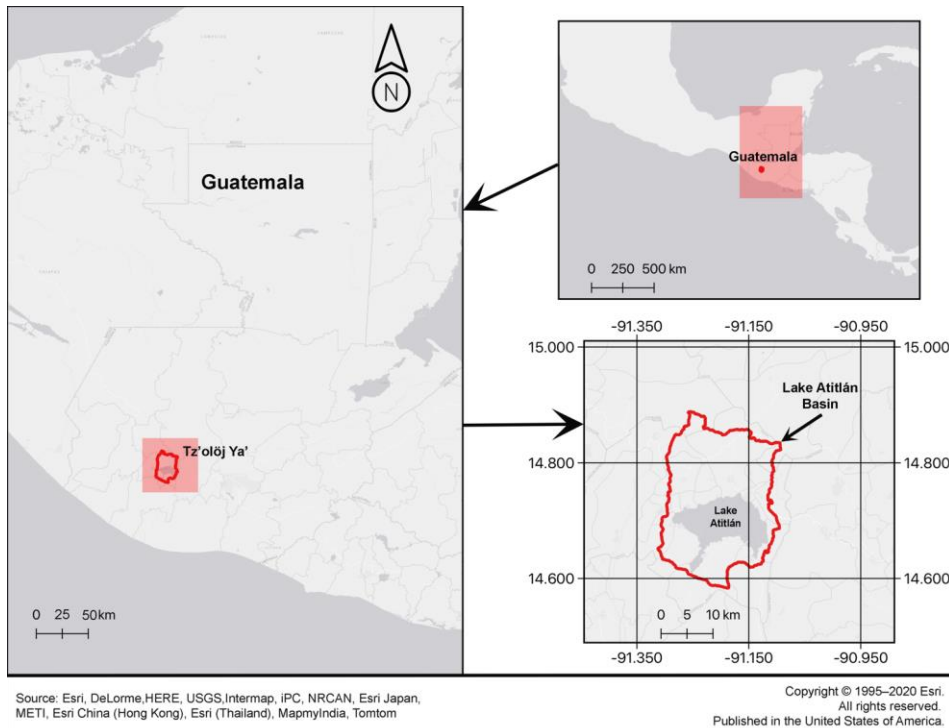 N
Guatemala
Tz'olöj Ya'
0 25 50km
Guatemala
0 250 500 km
-91.350 -91.150 -90.950
15.000 15.000
Lake Atitlán
Basin
14.800 14.800
Lake
Atitlán
14.600 14.600
0 5 10 km
-91.350 -91.150 -90.950
Source: Esri, DeLorme,HERE, USGS,Intermap, iPC, NRCAN, Esri Japan,
METI, Esri China (Hong Kong), Esri (Thailand), MapmyIndia, Tomtom
Copyright © 1995–2020 Esri.
All rights reserved.
Published in the United States of America.